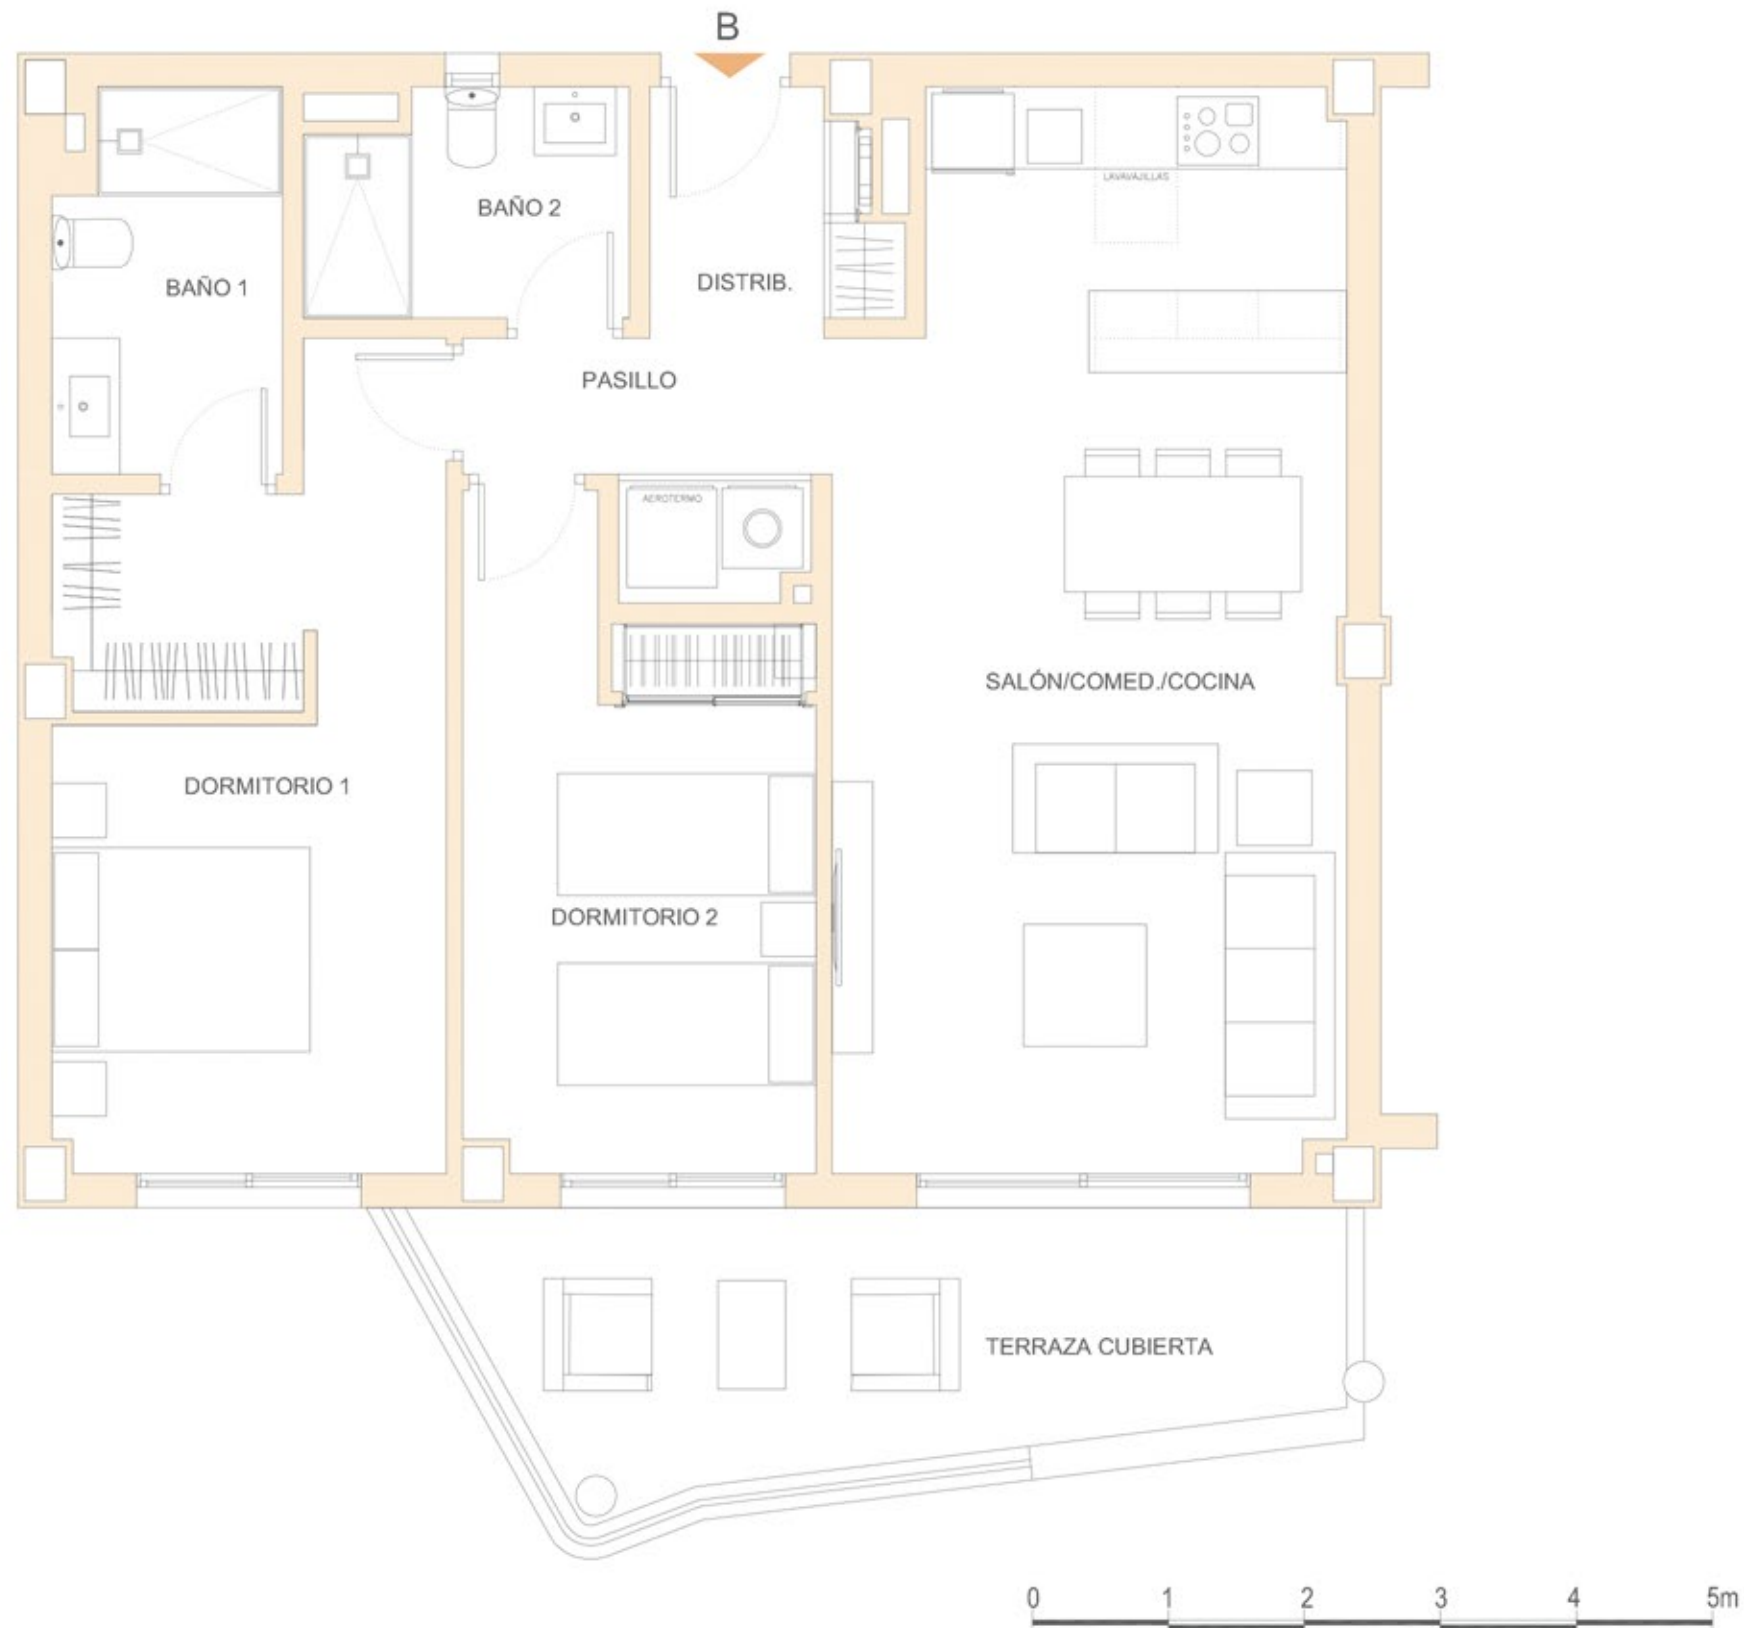 B
LAVAVAJILLAS
BAÑO 2
DISTRIB.
BAÑO 1
PASILLO
AEROTERMO
SALÓN/COMED./COCINA
DORMITORIO 1
DORMITORIO 2
TERRAZA CUBIERTA
0 1 2 3 4 5m